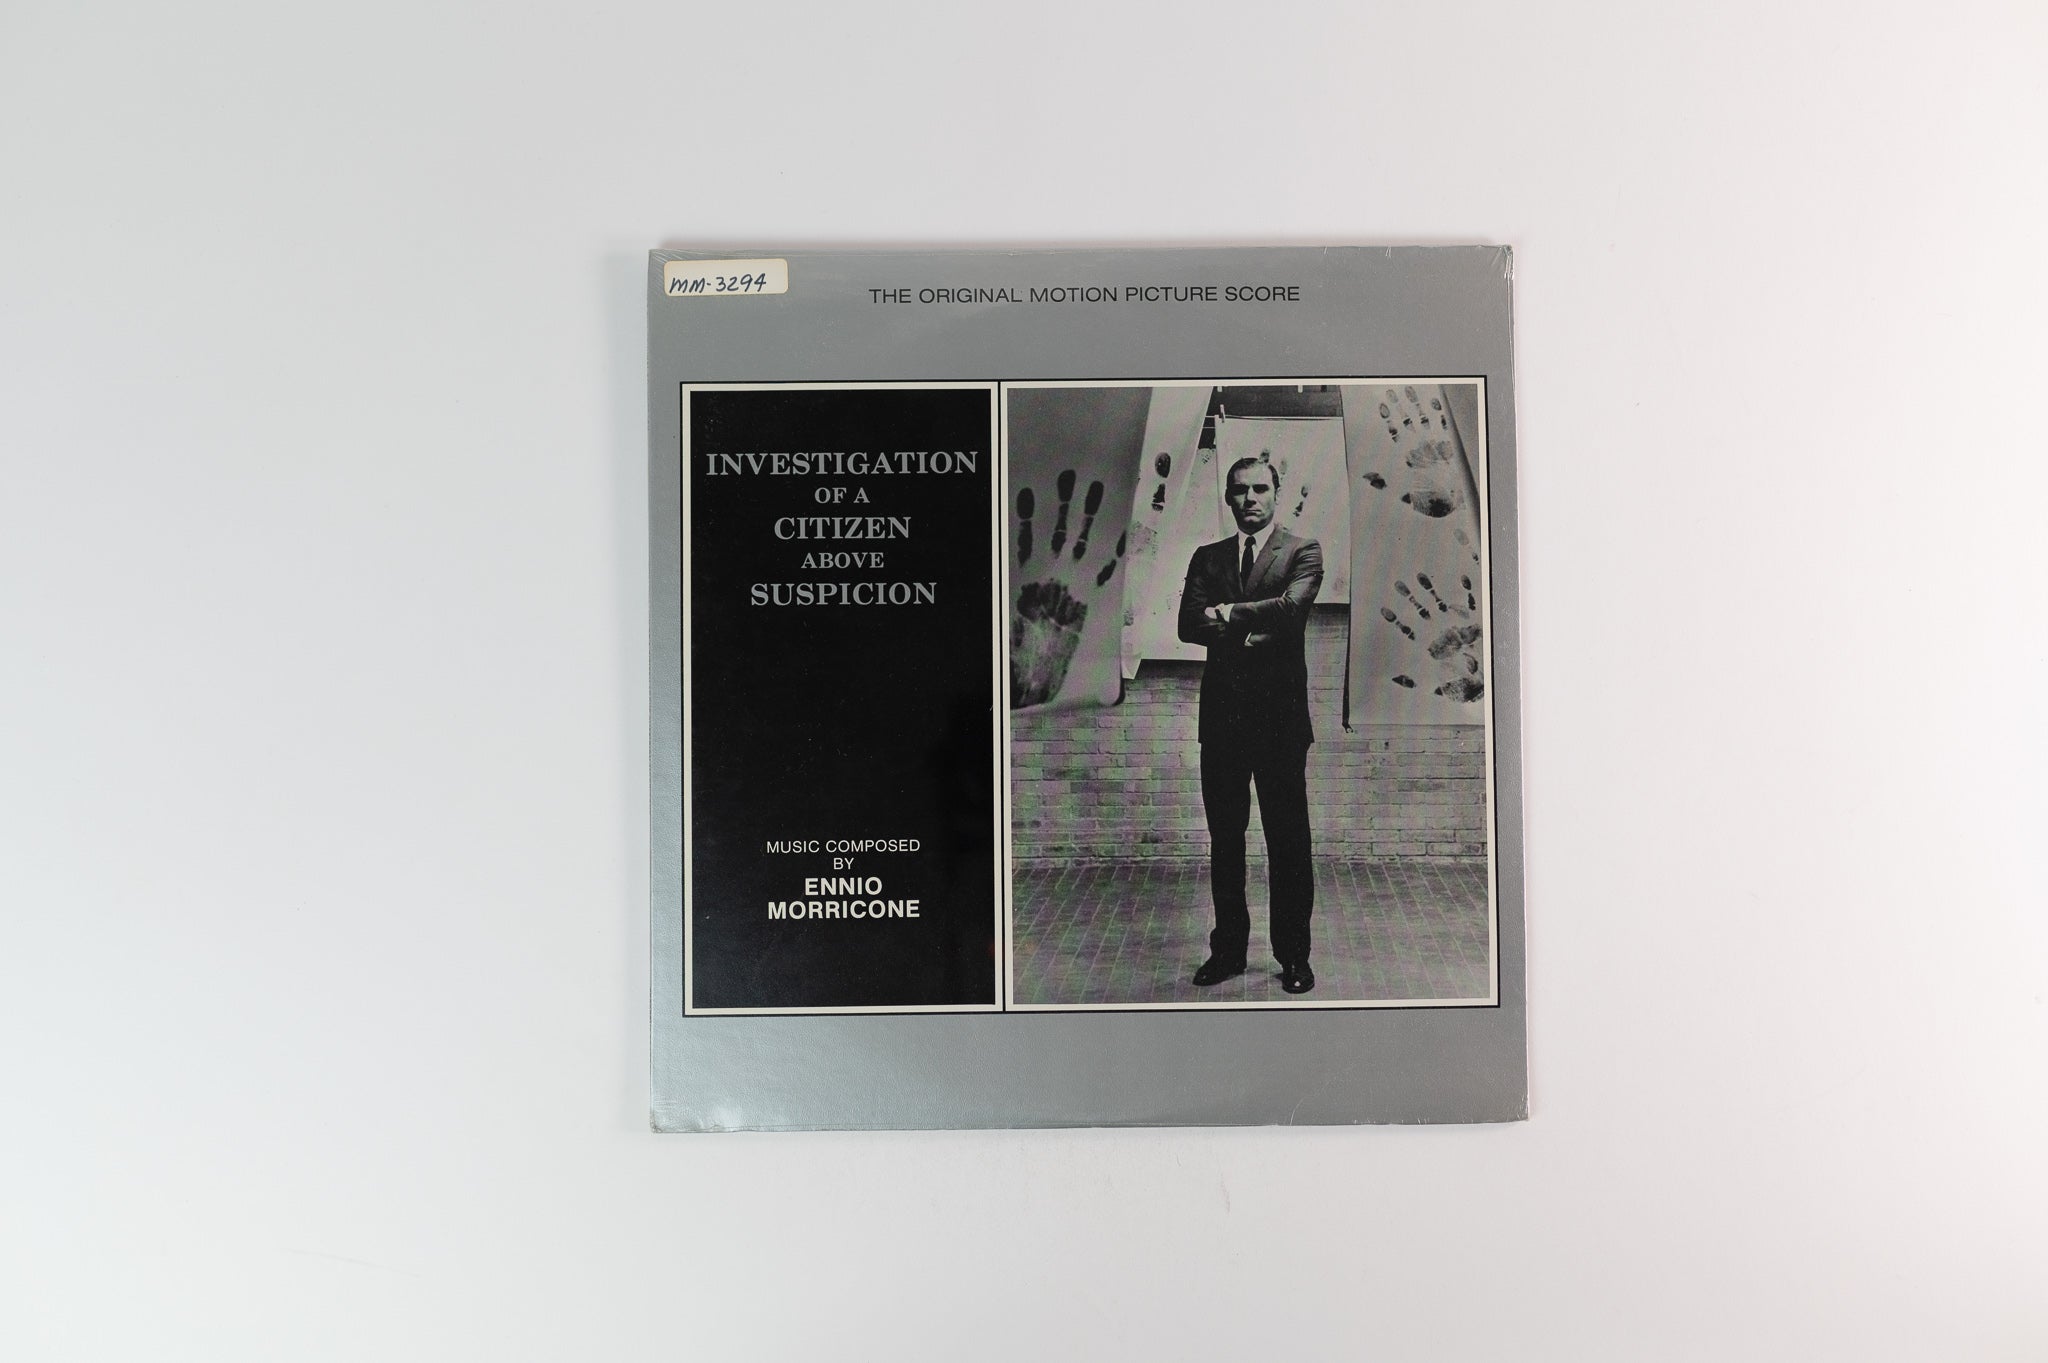 MM-3294
THE ORIGINAL MOTION PICTURE SCORE
INVESTIGATION
OF A
CITIZEN
ABOVE
SUSPICION
MUSIC COMPOSED
BY
ENNIO
MORRICONE